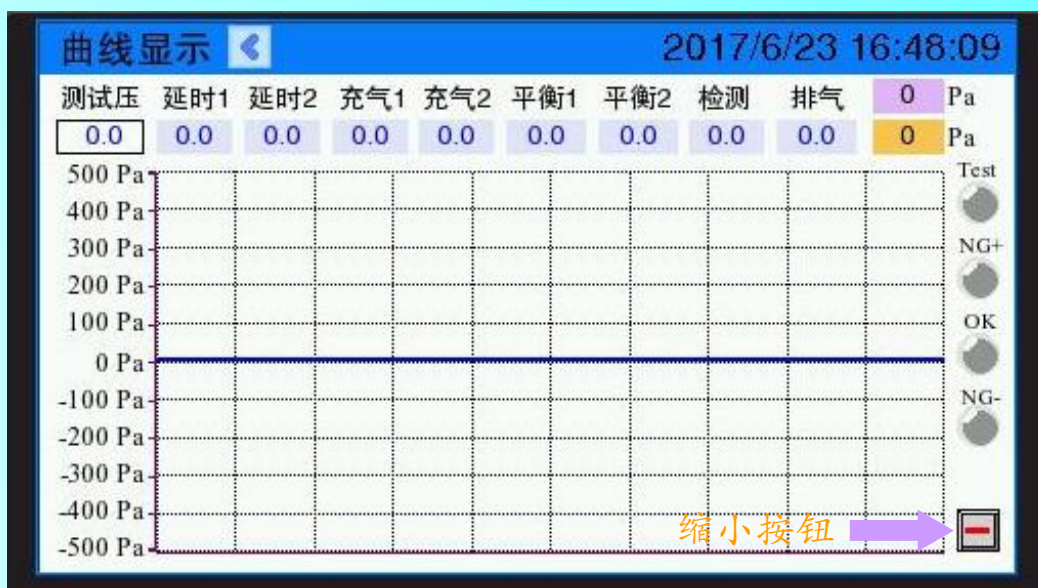 曲线显示 2017/6/23 16:48:09
测试压 延时1 延时2 充气1 充气2 平衡1 平衡2 检测 排气 0 Pa
0.0 0.0 0.0 0.0 0.0 0.0 0.0 0.0 0.0 0 Pa
500 Pa
400 Pa
300 Pa
200 Pa
100 Pa
0 Pa
-100 Pa
-200 Pa
-300 Pa
-400 Pa
-500 Pa
Test
NG+
OK
NG-
缩小按钮